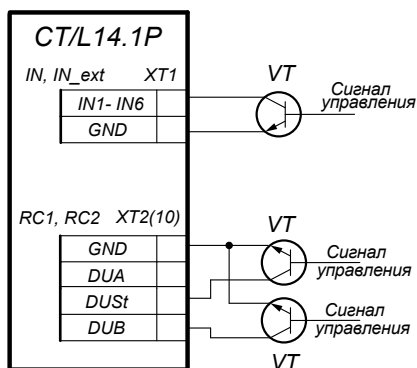 CT/L14.1P
IN, IN_ext XT1
IN1- IN6
GND
VT
Сигнал
управления
RC1, RC2 XT2(10)
GND
DUA
DUSt
DUB
VT
Сигнал
управления
Сигнал
управления
VT